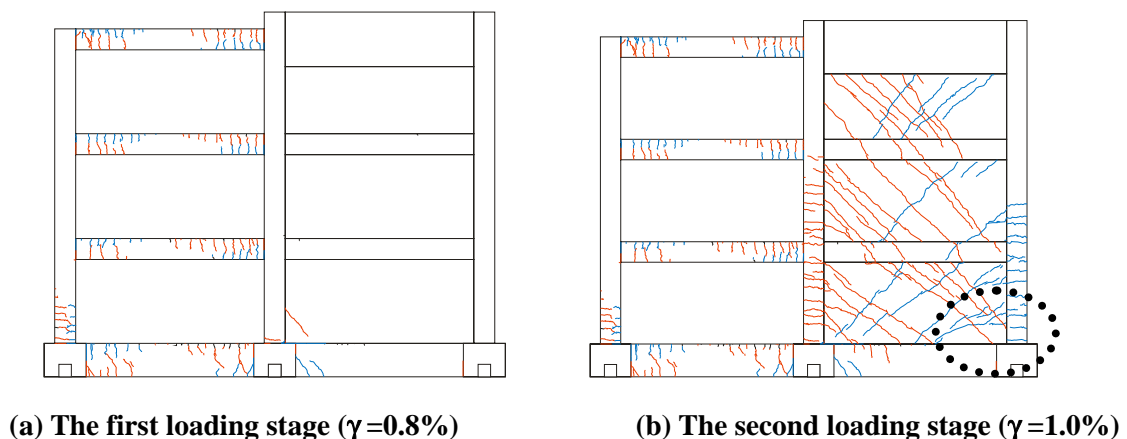 (a) The first loading stage (γ=0.8%)
(b) The second loading stage (γ=1.0%)